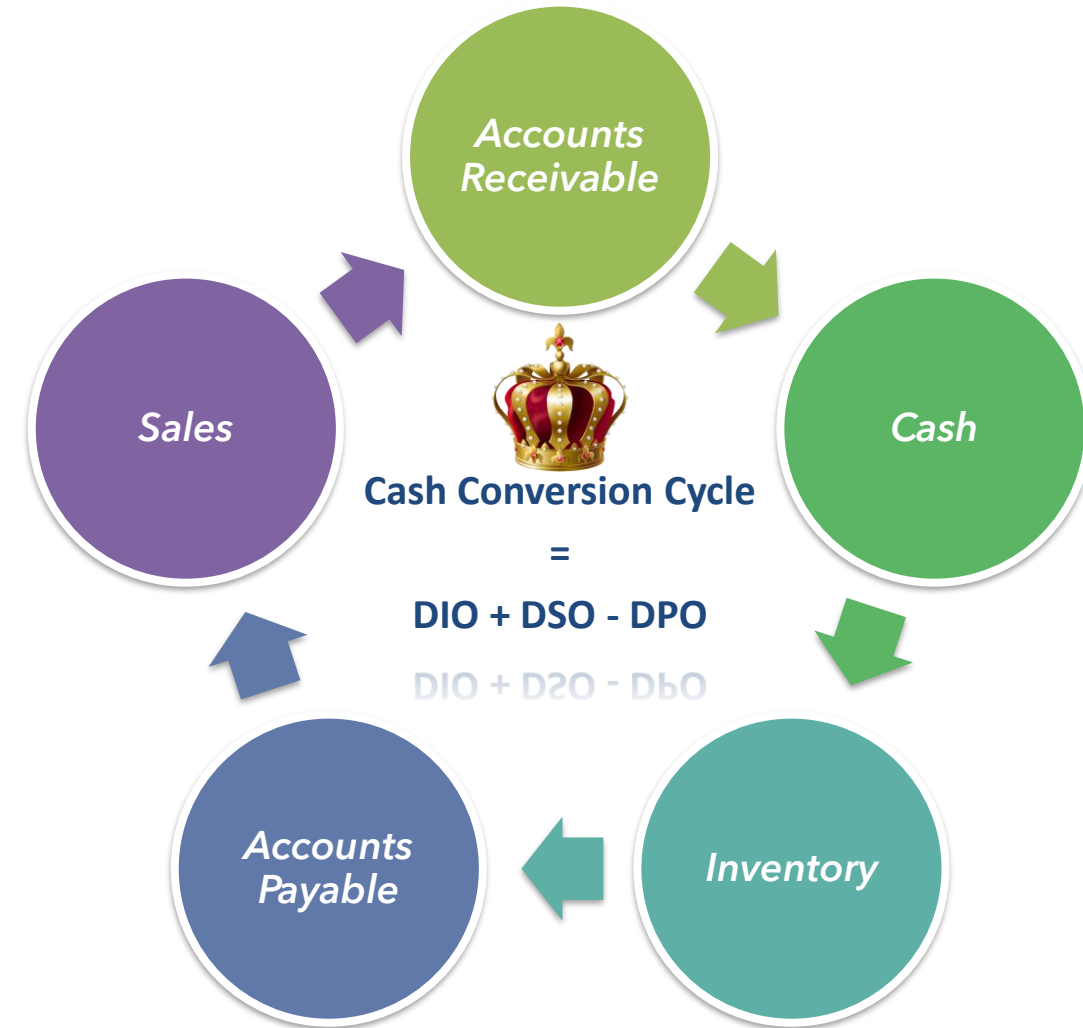 Accounts
Receivable
Sales
Cash
Cash Conversion Cycle
=
DIO + DSO - DPO
Accounts
Payable
Inventory